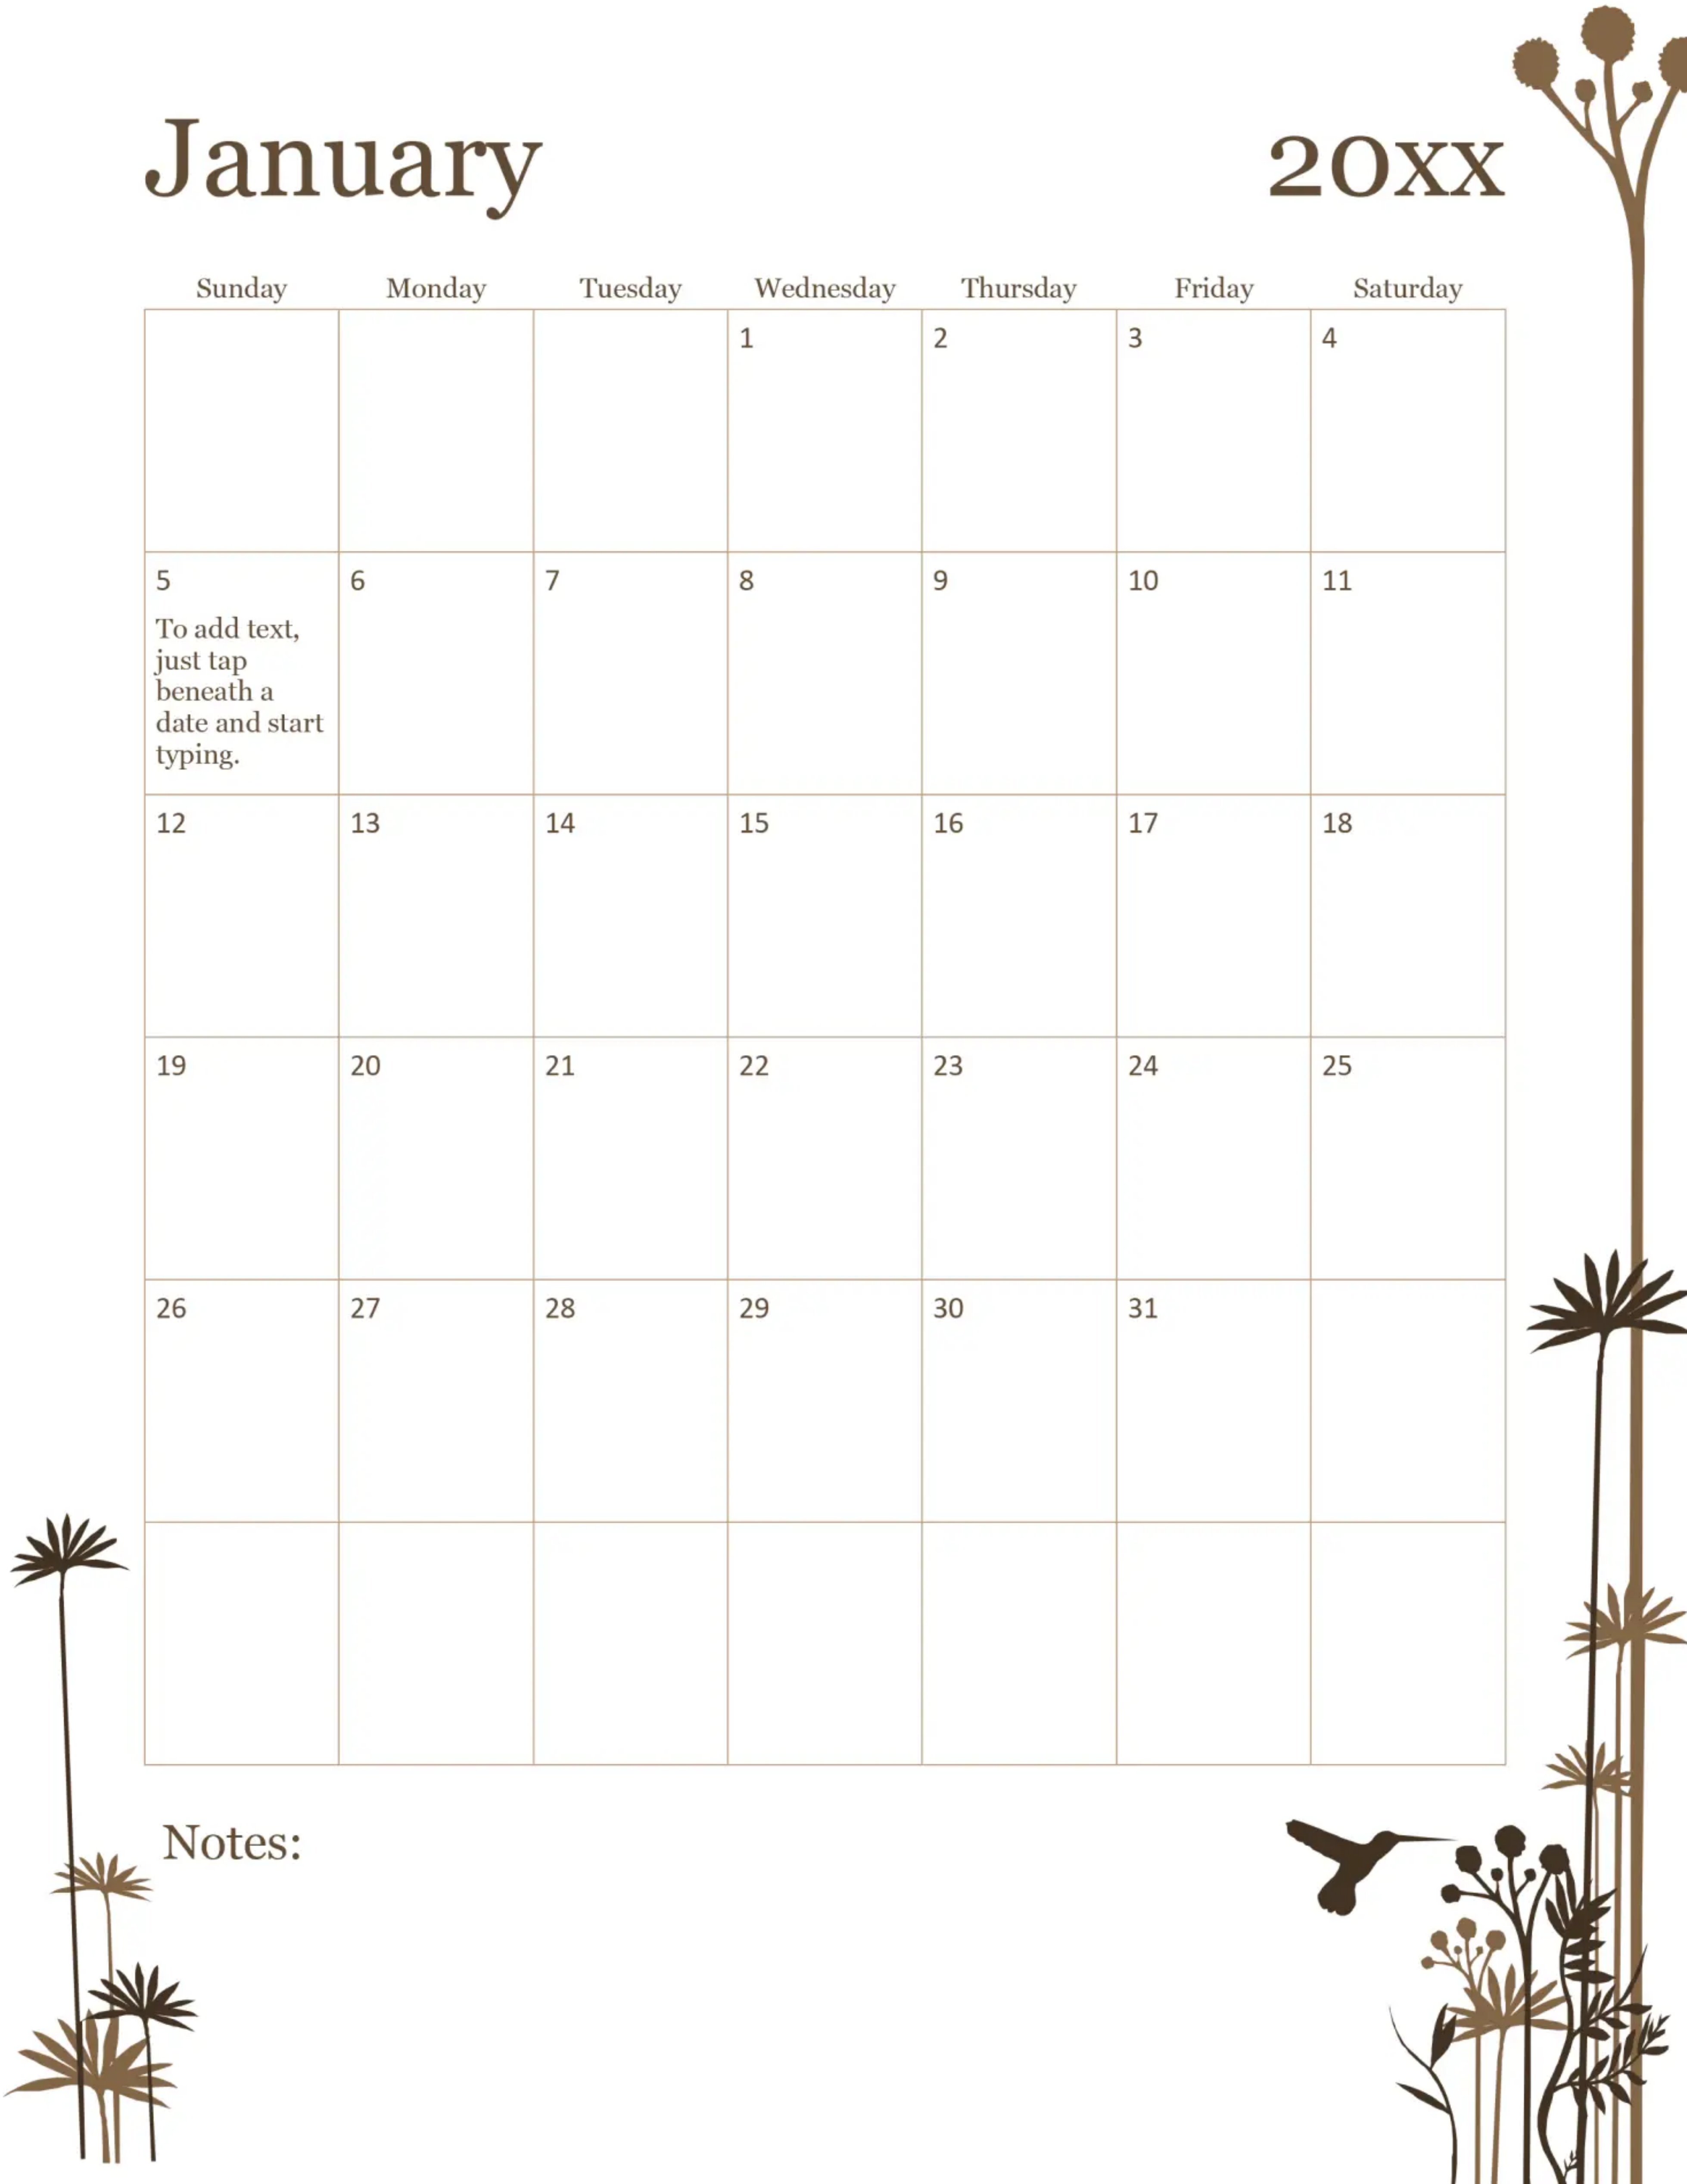 January 20xx
Sunday Monday Tuesday Wednesday Thursday Friday Saturday
1 2 3 4
5 6 7 8 9 10 11
To add text,
just tap
beneath a
date and start
typing.
12 13 14 15 16 17 18
19 20 21 22 23 24 25
26 27 28 29 30 31
Notes: